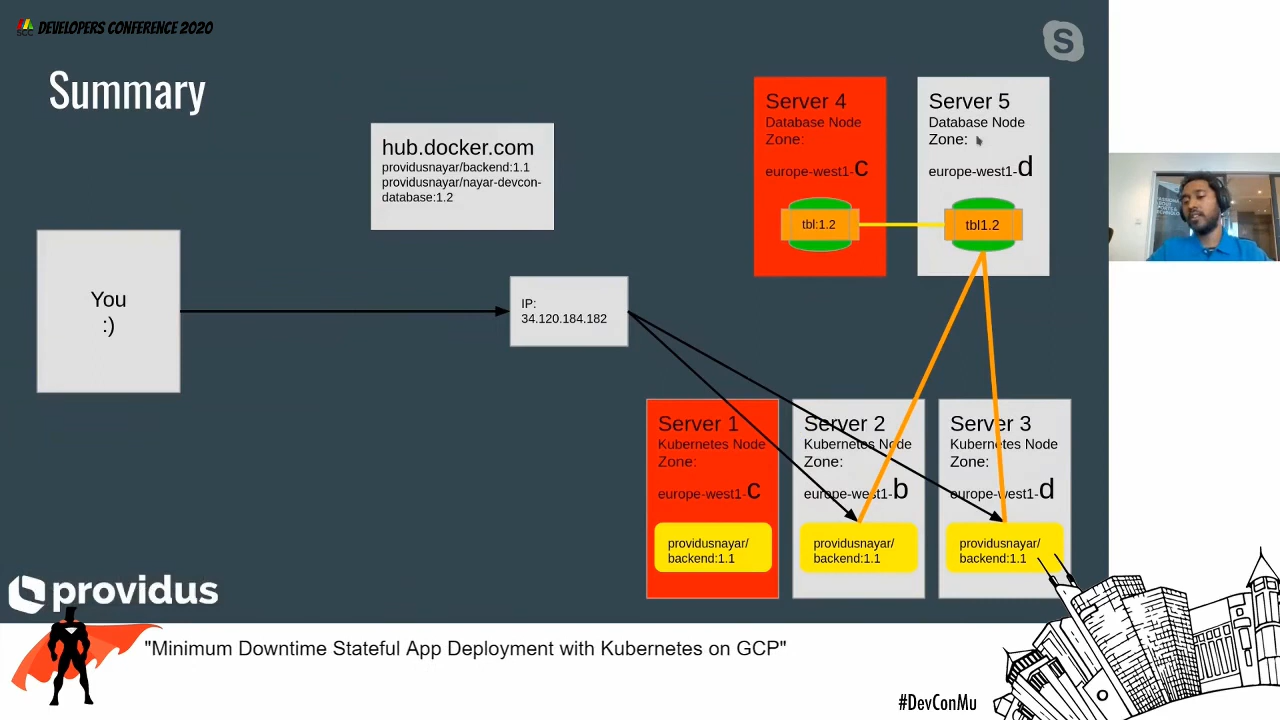 SCC DEVELOPERS CONFERENCE 2020
S
Summary
hub.docker.com
providusnayar/backend:1.1
providusnayar/nayar-devcon-
database:1.2
You
:)
IP:
34.120.184.182
Server 4
Database Node
Zone:
europe-west1-c
tbl:1.2
Server 5
Database Node
Zone:
europe-west1-d
tbl1.2
Server 1
Kubernetes Node
Zone:
europe-west1-c
providusnayar/
backend:1.1
Server 2
Kubernetes Node
Zone:
europe-west1-b
providusnayar/
backend:1.1
Server 3
Kubernetes Node
Zone:
europe-west1-d
providusnayar/
backend:1.1
providus
"Minimum Downtime Stateful App Deployment with Kubernetes on GCP"
#DevConMu